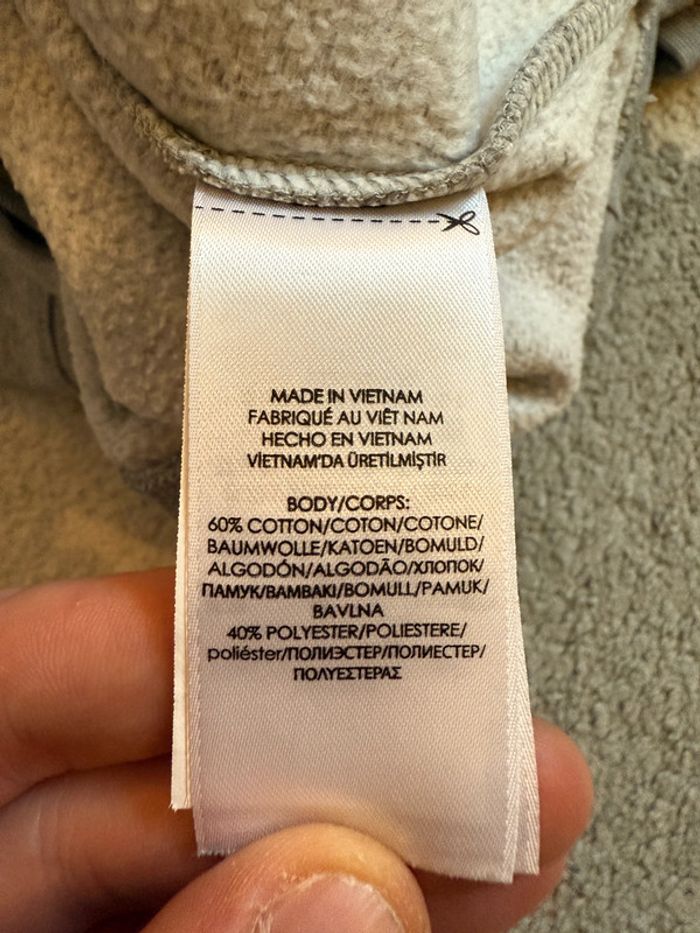 MADE IN VIETNAM
FABRIQUÉ AU VIÊT NAM
HECHO EN VIETNAM
VİETNAM'DA ÜRETİLMİŞTİR
BODY/CORPS:
60% COTTON/COTON/COTONE/
BAUMWOLLE/KATOEN/BOMULD/
ALGODÓN/ALGODÃO/ХЛОПОК/
ПАМУК/ΒΑΜΒΑΚΙ/BOMULL/PAMUK/
BAVLNA
40% POLYESTER/POLIESTERE/
poliéster/ПОЛИЭСТЕР/ПОЛИЕСТЕР/
ΠΟΛΥΕΣΤΕΡΑΣ